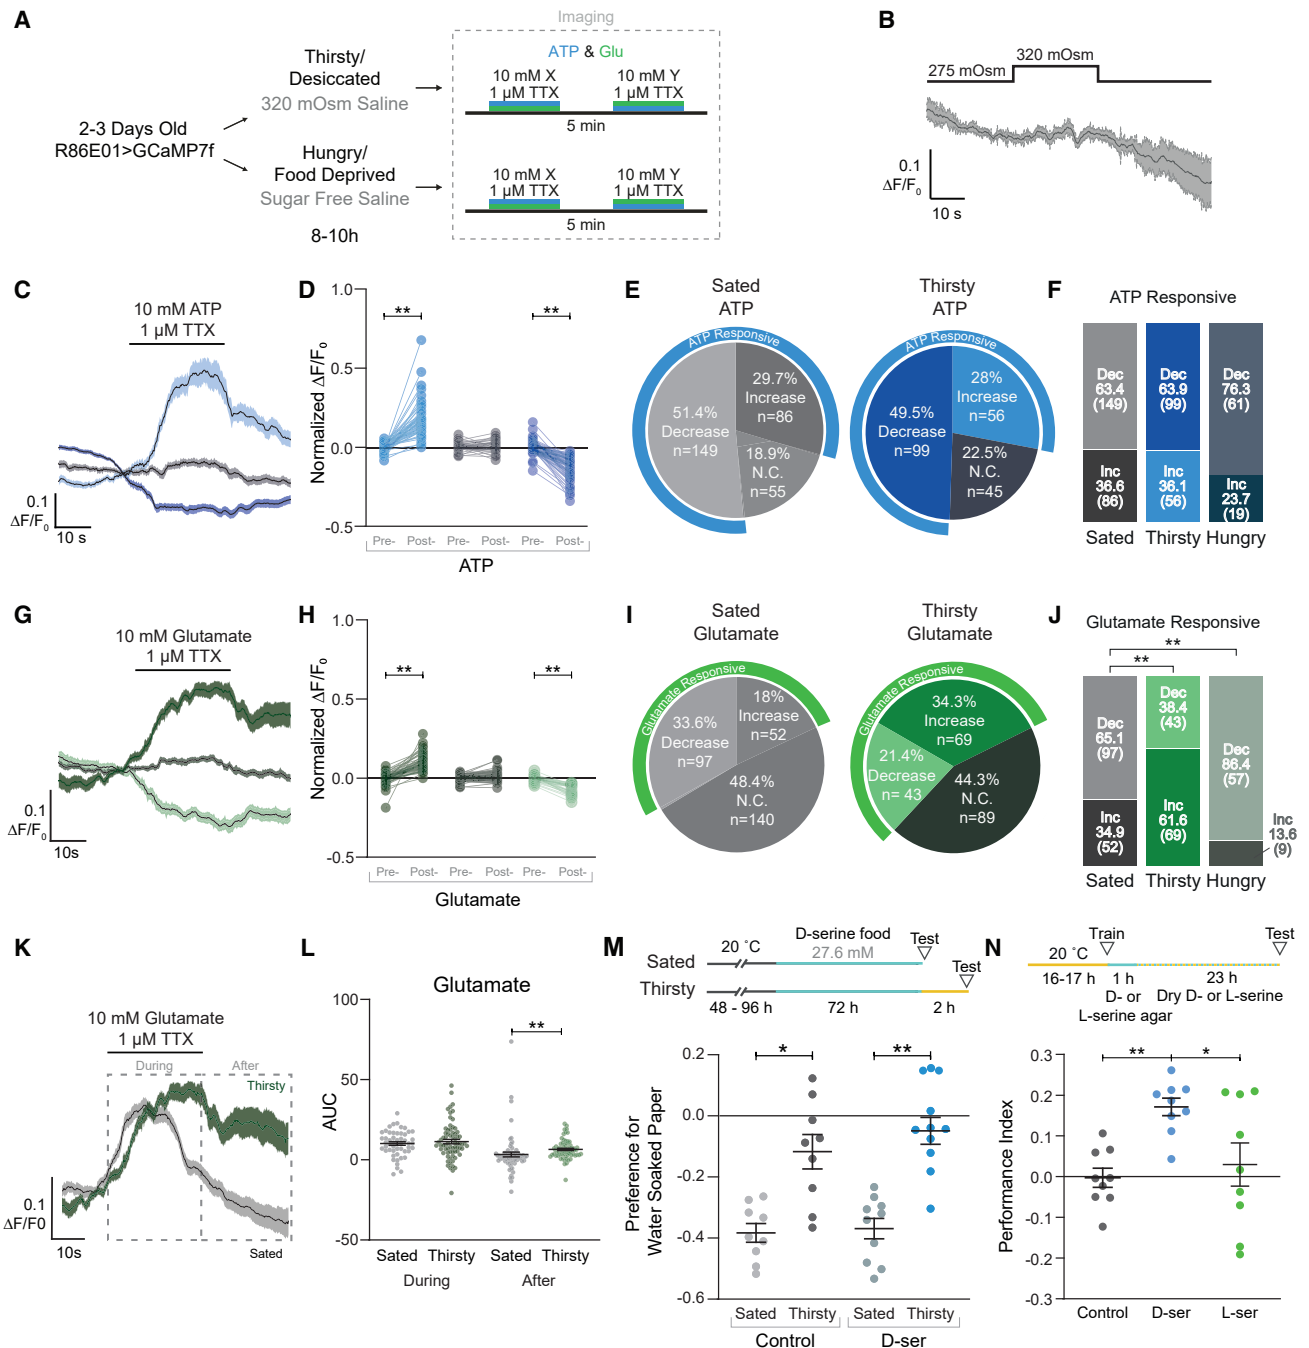 A
2-3 Days Old
R86E01>GCaMP7f
Thirsty/
Desiccated
320 mOsm Saline
Hungry/
Food Deprived
Sugar Free Saline
8-10h
Imaging
ATP & Glu
10 mM X
1 µM TTX
10 mM Y
1 µM TTX
5 min
10 mM X
1 µM TTX
10 mM Y
1 µM TTX
5 min
B
275 mOsm
320 mOsm
0.1
ΔF/F₀
10 s
C
10 mM ATP
1 µM TTX
0.1
ΔF/F₀
10 s
D
Normalized ΔF/F₀
1.0
0.5
0.0
-0.5
**
**
Pre- Post- Pre- Post- Pre- Post-
ATP
E
Sated
ATP
ATP Responsive
29.7%
Increase
n=86
51.4%
Decrease
n=149
18.9%
N.C.
n=55
Thirsty
ATP
ATP Responsive
28%
Increase
n=56
49.5%
Decrease
n=99
22.5%
N.C.
n=45
F
ATP Responsive
Dec
63.4
(149)
Inc
36.6
(86)
Dec
63.9
(99)
Inc
36.1
(56)
Dec
76.3
(61)
Inc
23.7
(19)
Sated Thirsty Hungry
G
10 mM Glutamate
1 µM TTX
0.1
ΔF/F₀
10s
H
Normalized ΔF/F₀
1.0
0.5
0.0
-0.5
**
**
Pre- Post- Pre- Post- Pre- Post-
Glutamate
I
Sated
Glutamate
Glutamate Responsive
18%
Increase
n=52
33.6%
Decrease
n=97
48.4%
N.C.
n=140
Thirsty
Glutamate
Glutamate Responsive
34.3%
Increase
n=69
21.4%
Decrease
n= 43
44.3%
N.C.
n=89
J
Glutamate Responsive
**
**
Dec
65.1
(97)
Inc
34.9
(52)
Dec
38.4
(43)
Inc
61.6
(69)
Dec
86.4
(57)
Inc
13.6
(9)
Sated Thirsty Hungry
K
10 mM Glutamate
1 µM TTX
During
After
Thirsty
Sated
0.1
ΔF/F0
10s
L
Glutamate
AUC
100
50
0
-50
**
Sated Thirsty Sated Thirsty
During After
M
20 ˚C
D-serine food
27.6 mM
Test
Sated
Test
Thirsty
48 - 96 h
72 h
2 h
Preference for
Water Soaked Paper
0.2
0.0
-0.2
-0.4
-0.6
*
**
Sated Thirsty Sated Thirsty
Control D-ser
N
Train
Test
20 ˚C
16-17 h
1 h
23 h
D- or
L-serine agar
Dry D- or L-serine
Performance Index
0.3
0.2
0.1
0.0
-0.1
-0.2
-0.3
**
*
Control D-ser L-ser